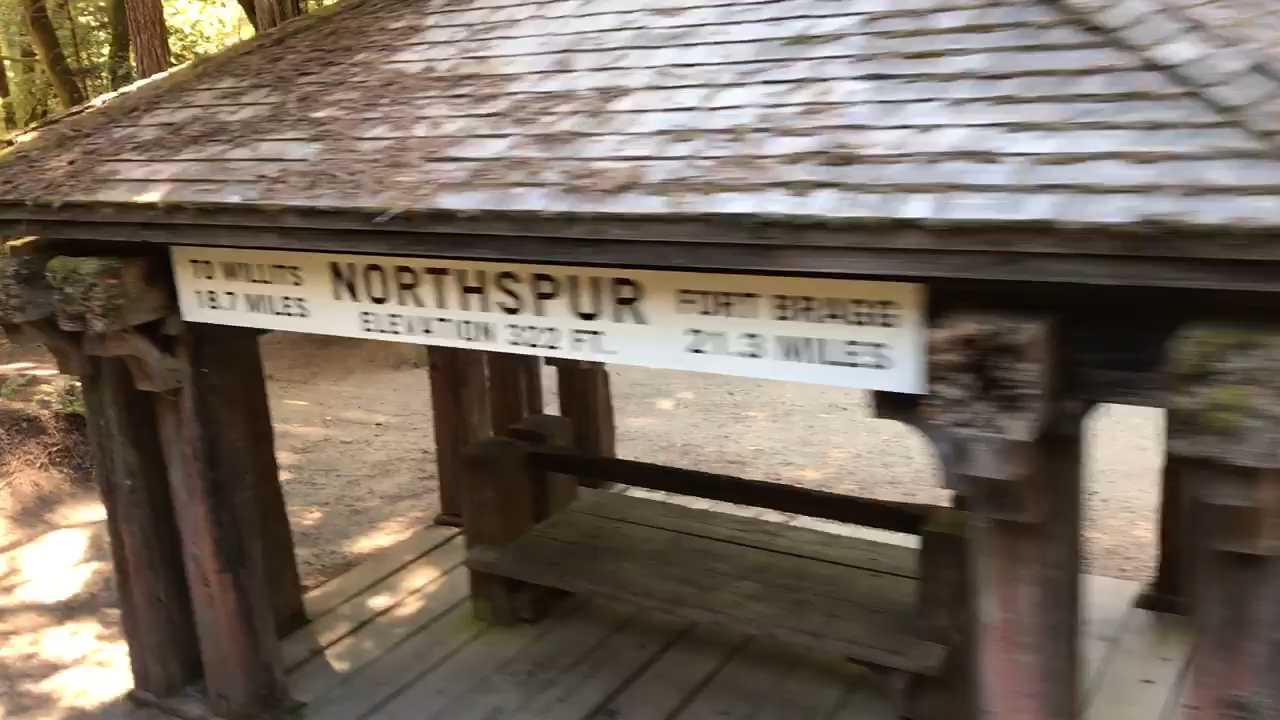 TO WILLITS
18.7 MILES
NORTHSPUR
ELEVATION 322 FT.
FORT BRAGG
21.3 MILES